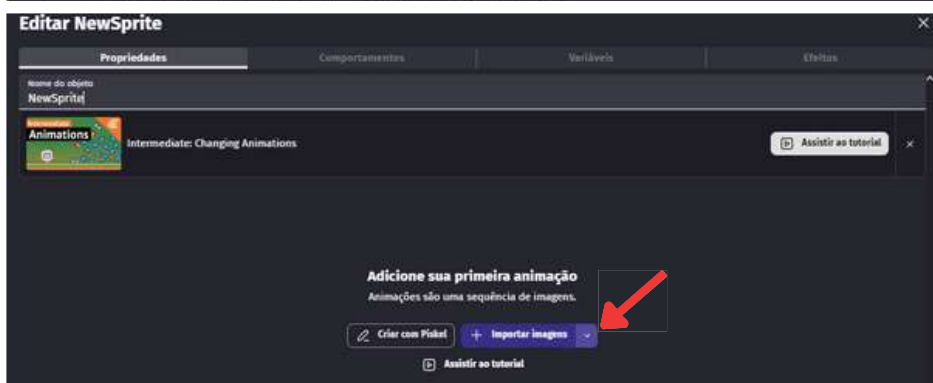 Editar NewSprite
Propriedades
Comportamentos
Variáveis
Efeitos
Nome do objeto
NewSprite
Intermediate
Animations
Intermediate: Changing Animations
Assistir ao tutorial
Adicione sua primeira animação
Animações são uma sequência de imagens.
Criar com Piskel
Importar imagens
Assistir ao tutorial